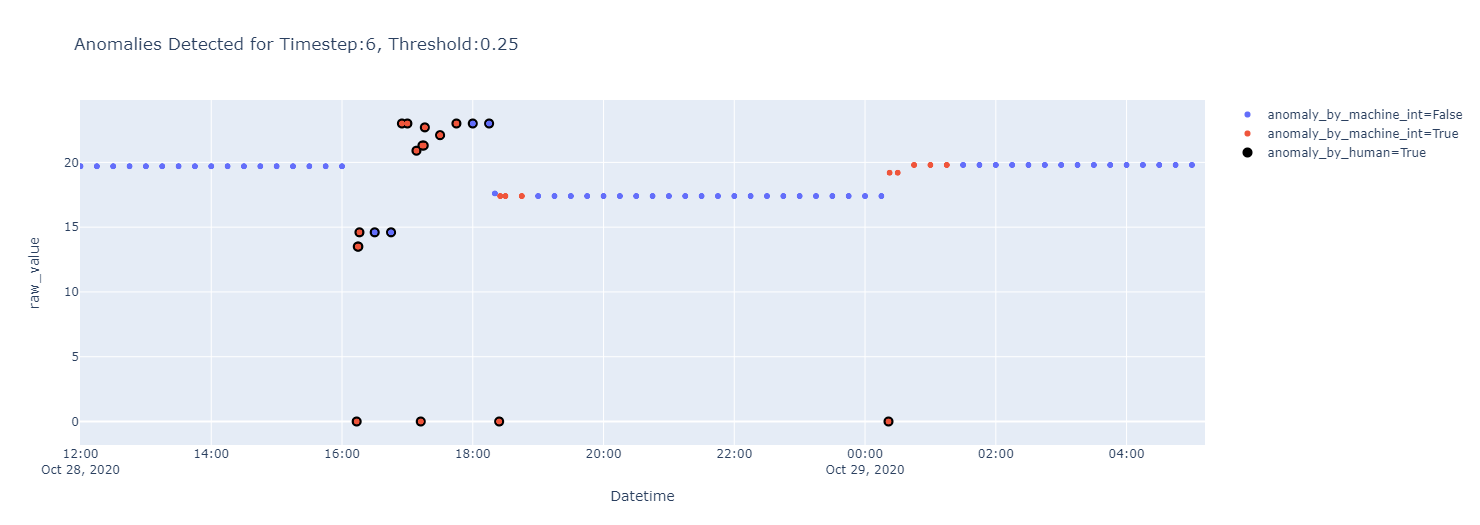 Anomalies Detected for Timestep:6, Threshold:0.25
anomaly_by_machine_int=False
anomaly_by_machine_int=True
anomaly_by_human=True
raw_value
20
15
10
5
0
12:00 14:00 16:00 18:00 20:00 22:00 00:00 02:00 04:00
Oct 28, 2020 Oct 29, 2020
Datetime